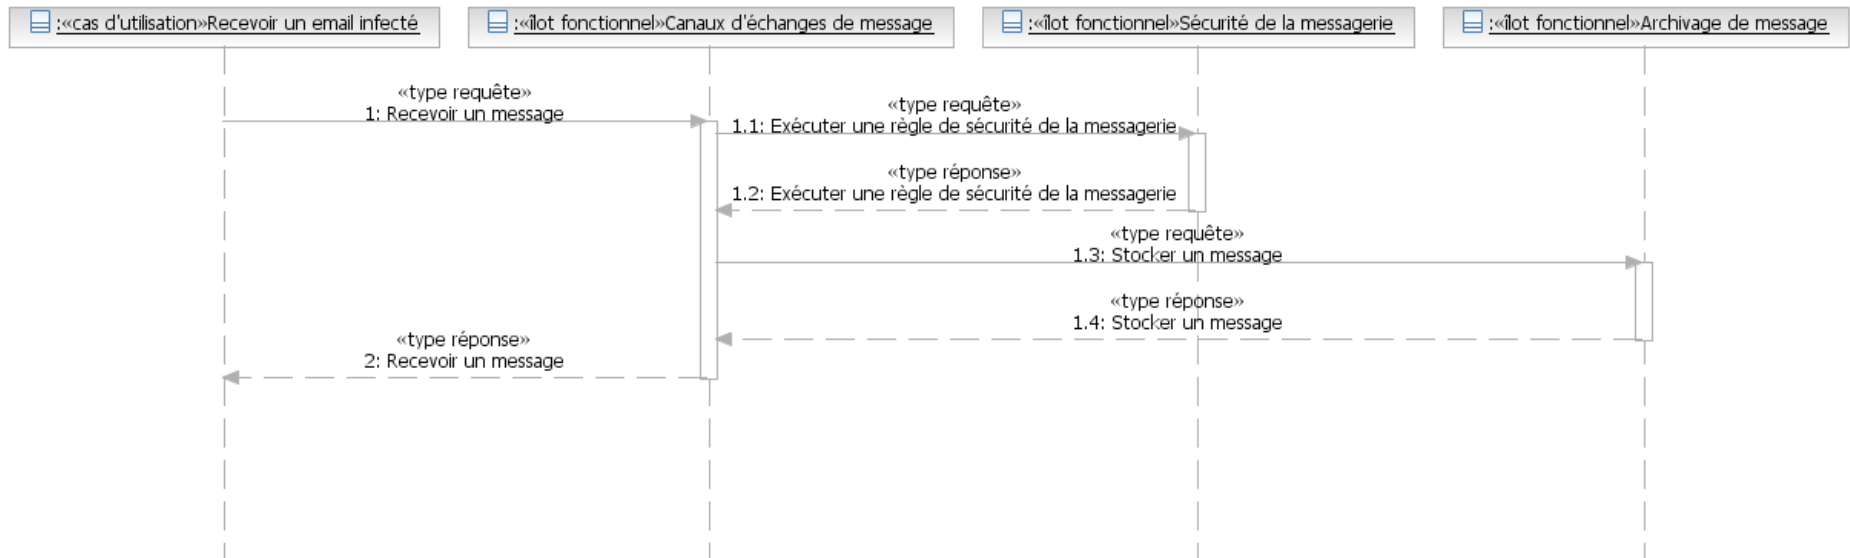 :«cas d'utilisation»Recevoir un email infecté
:«îlot fonctionnel»Canaux d'échanges de message
:«îlot fonctionnel»Sécurité de la messagerie
:«îlot fonctionnel»Archivage de message
«type requête»
1: Recevoir un message
«type requête»
1.1: Exécuter une règle de sécurité de la messagerie
«type réponse»
1.2: Exécuter une règle de sécurité de la messagerie
«type requête»
1.3: Stocker un message
«type réponse»
1.4: Stocker un message
«type réponse»
2: Recevoir un message